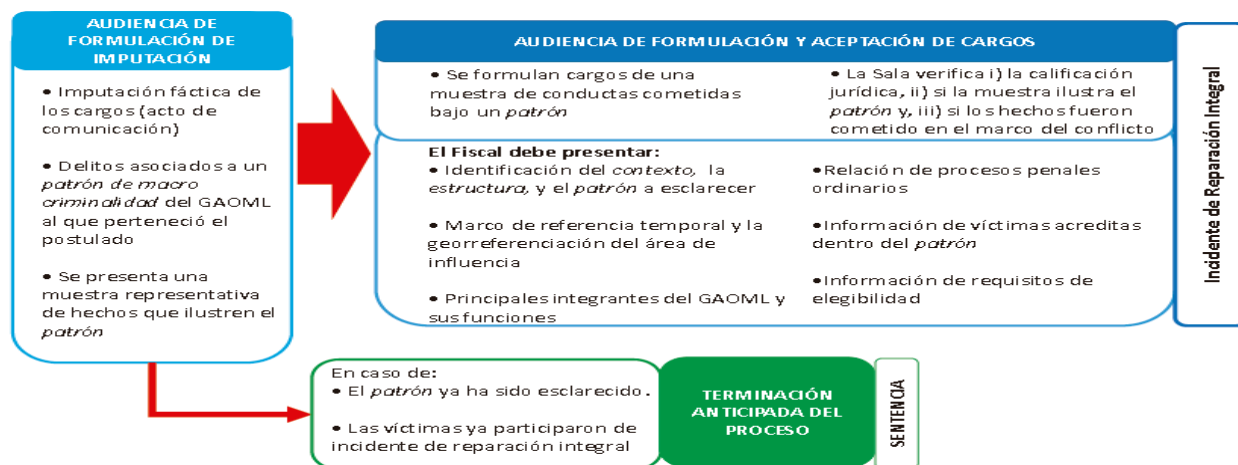 AUDIENCIA DE
FORMULACIÓN DE
IMPUTACIÓN
• Imputación fáctica de
los cargos (acto de
comunicación)
• Delitos asociados a un
patrón de macro
criminalidad del GAOML
al que perteneció el
postulado
• Se presenta una
muestra representativa
de hechos que ilustren el
patrón
AUDIENCIA DE FORMULACIÓN Y ACEPTACIÓN DE CARGOS
• Se formulan cargos de una
muestra de conductas cometidas
bajo un patrón
• La Sala verifica i) la calificación
jurídica, ii) si la muestra ilustra el
patrón y, iii) si los hechos fueron
cometido en el marco del conflicto
El Fiscal debe presentar:
• Identificación del contexto, la
estructura, y el patrón a esclarecer
• Marco de referencia temporal y la
georreferenciación del área de
influencia
• Principales integrantes del GAOML y
sus funciones
•Relación de procesos penales
ordinarios
•Información de víctimas acreditas
dentro del patrón
•Información de requisitos de
elegibilidad
Incidente de Reparación Integral
En caso de:
• El patrón ya ha sido esclarecido.
• Las víctimas ya participaron de
incidente de reparación integral
TERMINACIÓN
ANTICIPADA DEL
PROCESO
SENTENCIA